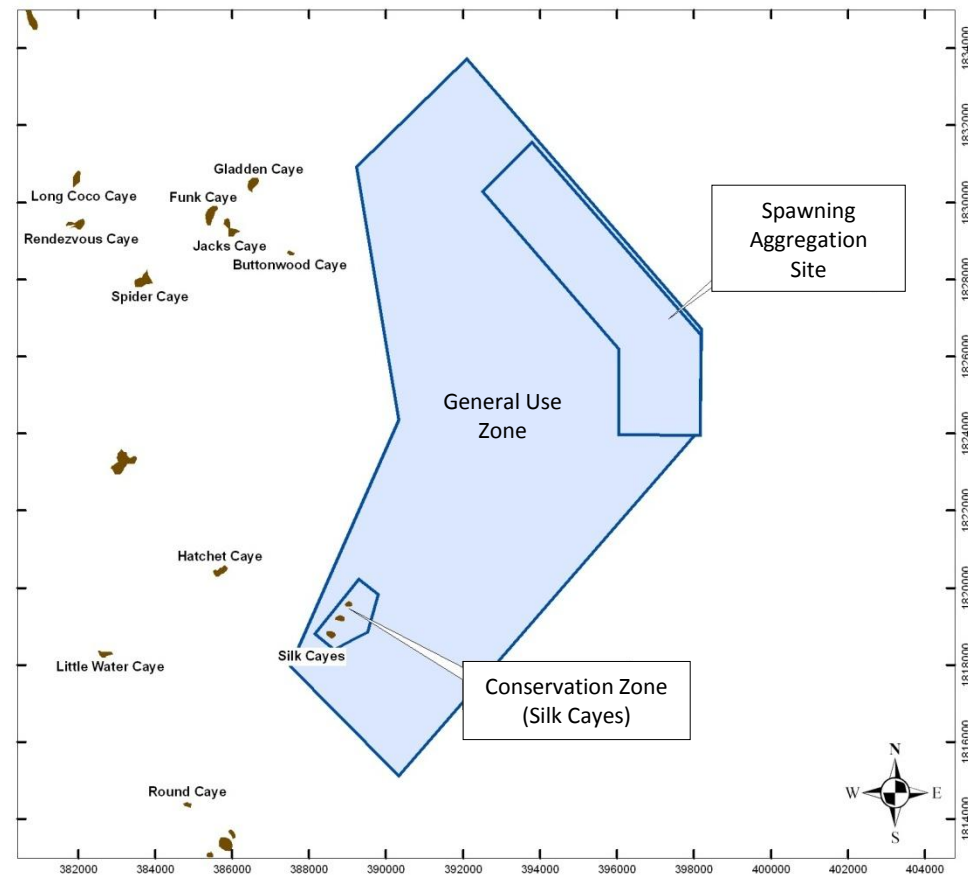 Gladden Caye
Long Coco Caye
Funk Caye
Rendezvous Caye
Jacks Caye
Buttonwood Caye
Spider Caye
Spawning
Aggregation
Site
General Use
Zone
Hatchet Caye
Silk Cayes
Little Water Caye
Conservation Zone
(Silk Cayes)
Round Caye
N
W
E
S
1834000
1832000
1830000
1828000
1826000
1824000
1822000
1820000
1818000
1816000
1814000
382000 384000 386000 388000 390000 392000 394000 396000 398000 400000 402000 404000